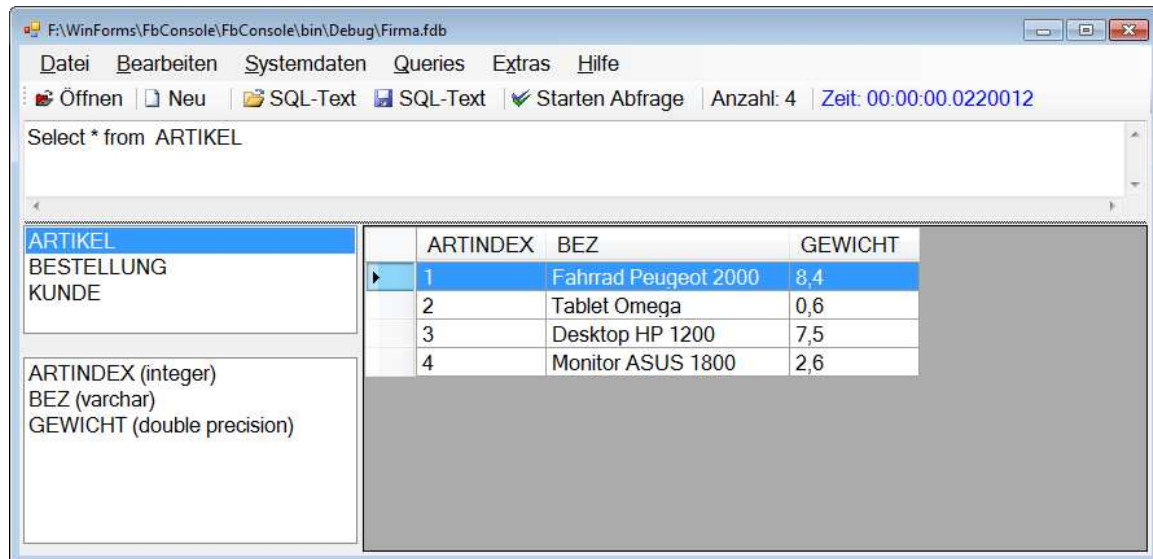 F:\WinForms\FbConsole\FbConsole\bin\Debug\Firma.fdb
Datei Bearbeiten Systemdaten Queries Extras Hilfe
Öffnen Neu SQL-Text SQL-Text Starten Abfrage Anzahl: 4 Zeit: 00:00:00.0220012
Select * from ARTIKEL
ARTIKEL
BESTELLUNG
KUNDE
ARTINDEX (integer)
BEZ (varchar)
GEWICHT (double precision)
ARTINDEX BEZ GEWICHT
1 Fahrrad Peugeot 2000 8,4
2 Tablet Omega 0,6
3 Desktop HP 1200 7,5
4 Monitor ASUS 1800 2,6